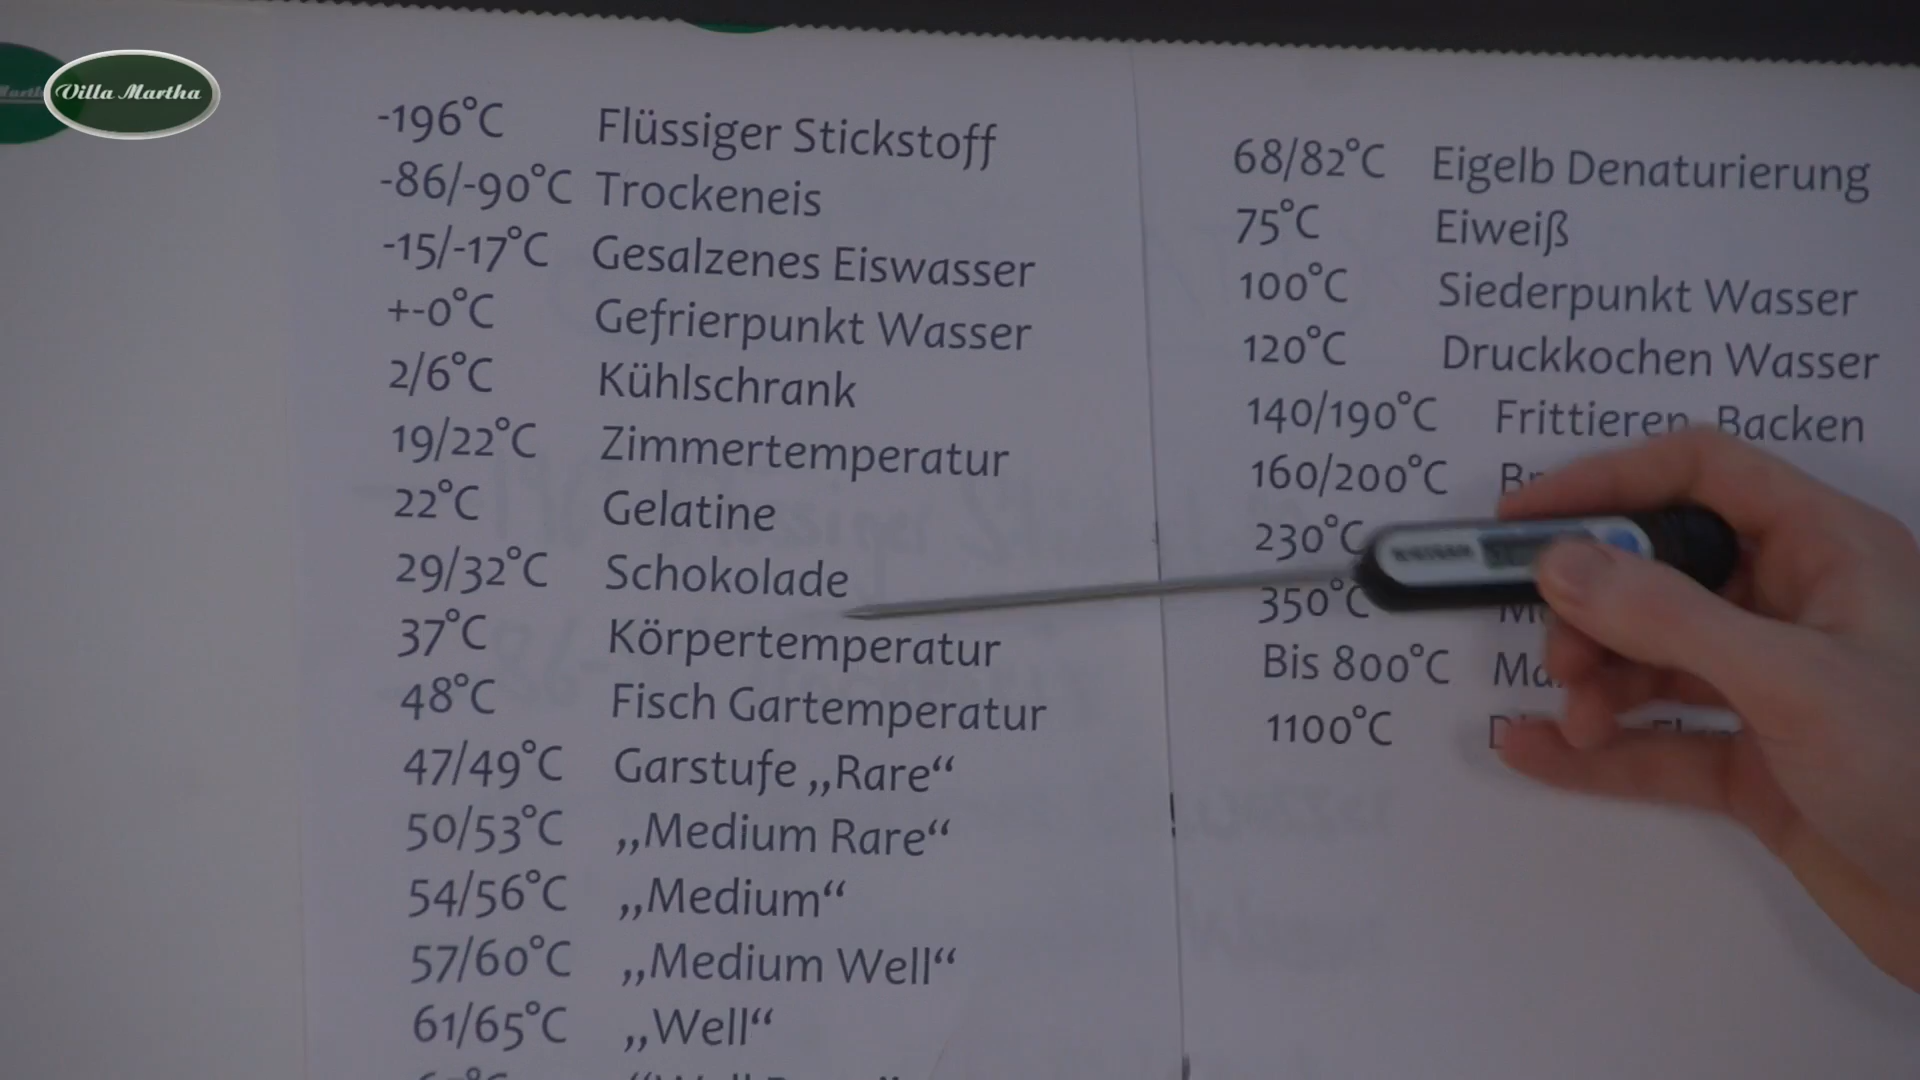 Villa Martha
-196°C Flüssiger Stickstoff
-86/-90°C Trockeneis
-15/-17°C Gesalzenes Eiswasser
+-0°C Gefrierpunkt Wasser
2/6°C Kühlschrank
19/22°C Zimmertemperatur
22°C Gelatine
29/32°C Schokolade
37°C Körpertemperatur
48°C Fisch Gartemperatur
47/49°C Garstufe „Rare“
50/53°C „Medium Rare“
54/56°C „Medium“
57/60°C „Medium Well“
61/65°C „Well“
68/82°C Eigelb Denaturierung
75°C Eiweiß
100°C Siederpunkt Wasser
120°C Druckkochen Wasser
140/190°C Frittieren, Backen
160/200°C
230°C
350°C
Bis 800°C
1100°C